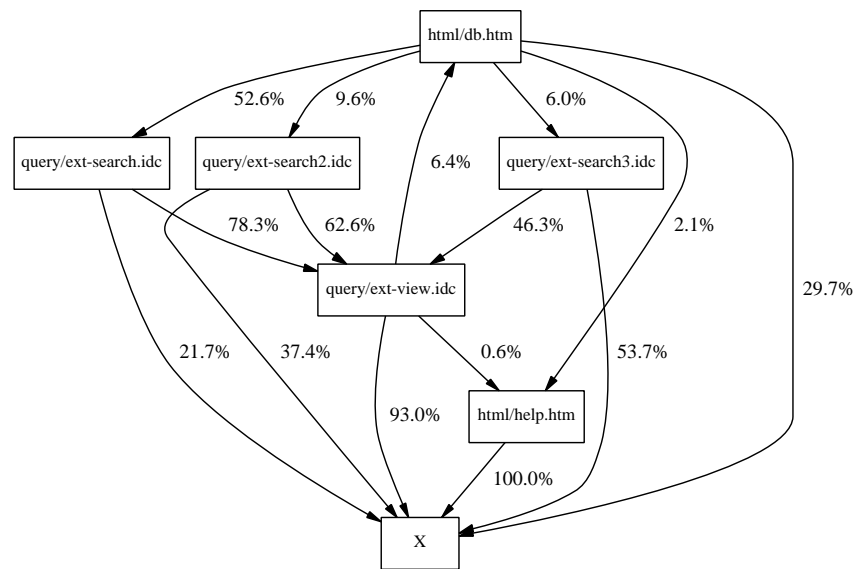 html/db.htm
52.6%
9.6%
6.0%
query/ext-search.idc
query/ext-search2.idc
query/ext-search3.idc
6.4%
78.3%
62.6%
46.3%
2.1%
query/ext-view.idc
29.7%
21.7%
37.4%
0.6%
53.7%
93.0%
html/help.htm
100.0%
X